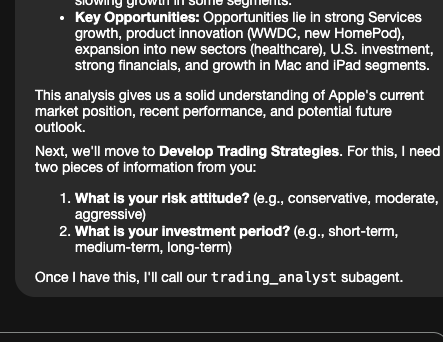 slowing growth in some segments.
• Key Opportunities: Opportunities lie in strong Services
growth, product innovation (WWDC, new HomePod),
expansion into new sectors (healthcare), U.S. investment,
strong financials, and growth in Mac and iPad segments.
This analysis gives us a solid understanding of Apple's current
market position, recent performance, and potential future
outlook.
Next, we'll move to Develop Trading Strategies. For this, I need
two pieces of information from you:
1. What is your risk attitude? (e.g., conservative, moderate,
aggressive)
2. What is your investment period? (e.g., short-term,
medium-term, long-term)
Once I have this, I'll call our trading_analyst subagent.